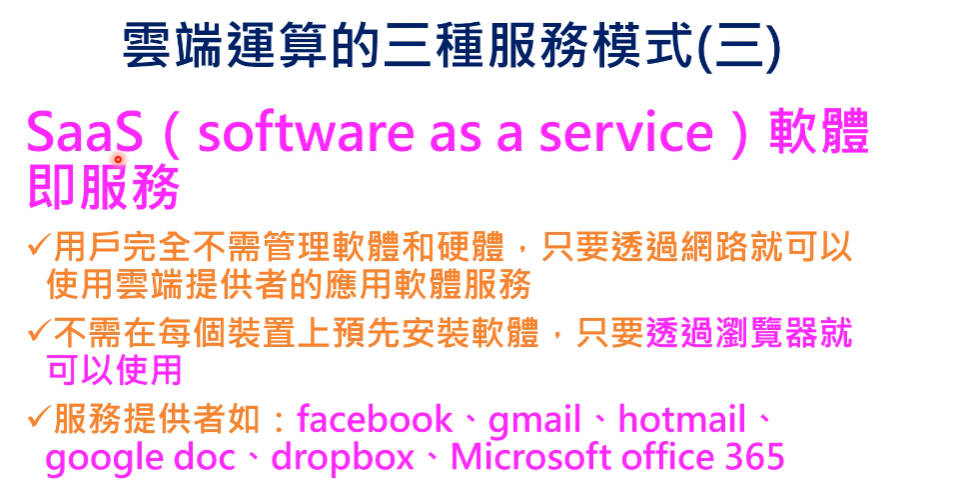 雲端運算的三種服務模式(三)
SaaS（software as a service）軟體
即服務
✓用戶完全不需管理軟體和硬體，只要透過網路就可以
使用雲端提供者的應用軟體服務
✓不需在每個裝置上預先安裝軟體，只要透過瀏覽器就
可以使用
✓服務提供者如：facebook、gmail、hotmail、
google doc、dropbox、Microsoft office 365